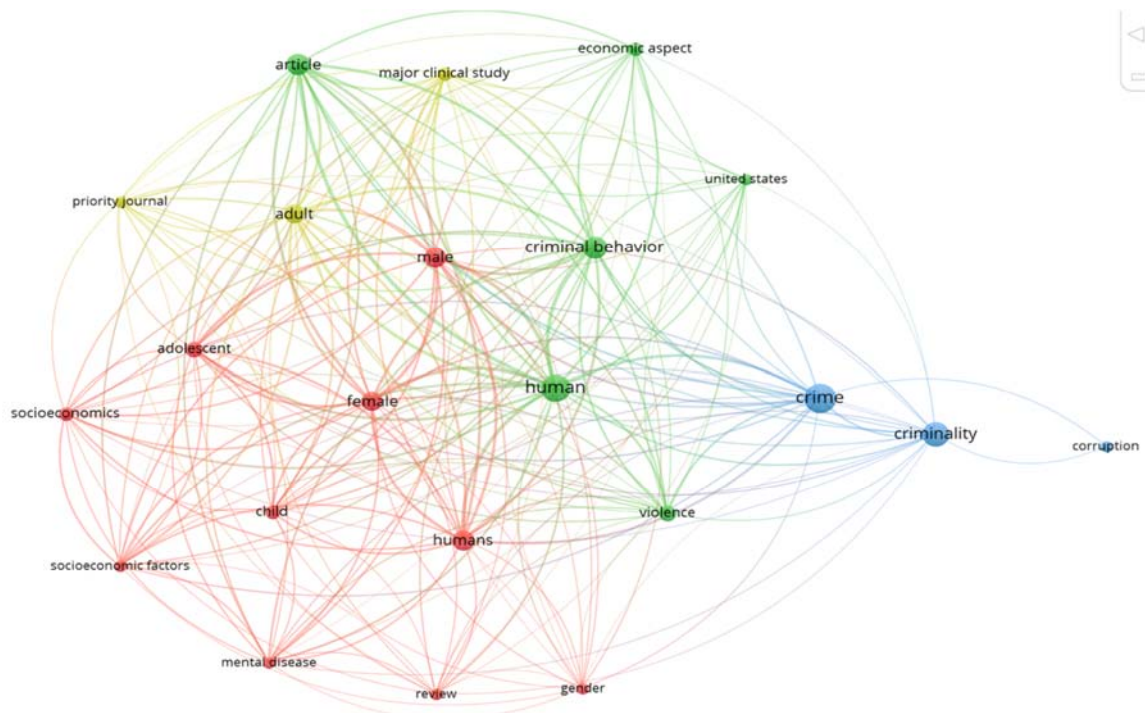 economic aspect
article
major clinical study
united states
priority journal
adult
criminal behavior
male
adolescent
human
crime
female
socioeconomics
criminality
corruption
child
violence
humans
socioeconomic factors
mental disease
gender
review